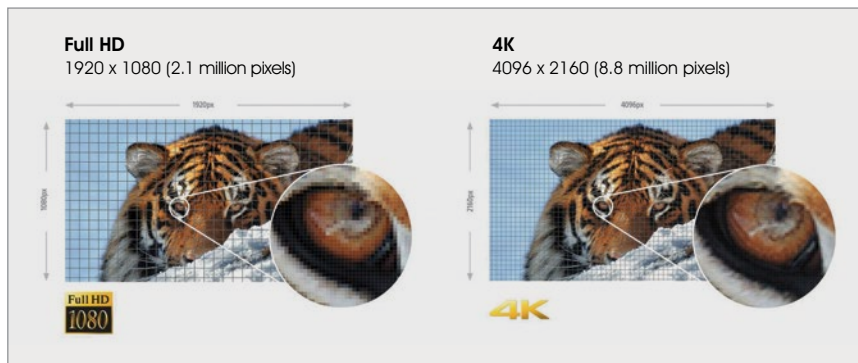 Full HD
1920 x 1080 (2.1 million pixels)
1920px
1080px
Full HD
1080
4K
4096 x 2160 (8.8 million pixels)
4096px
2160px
4K